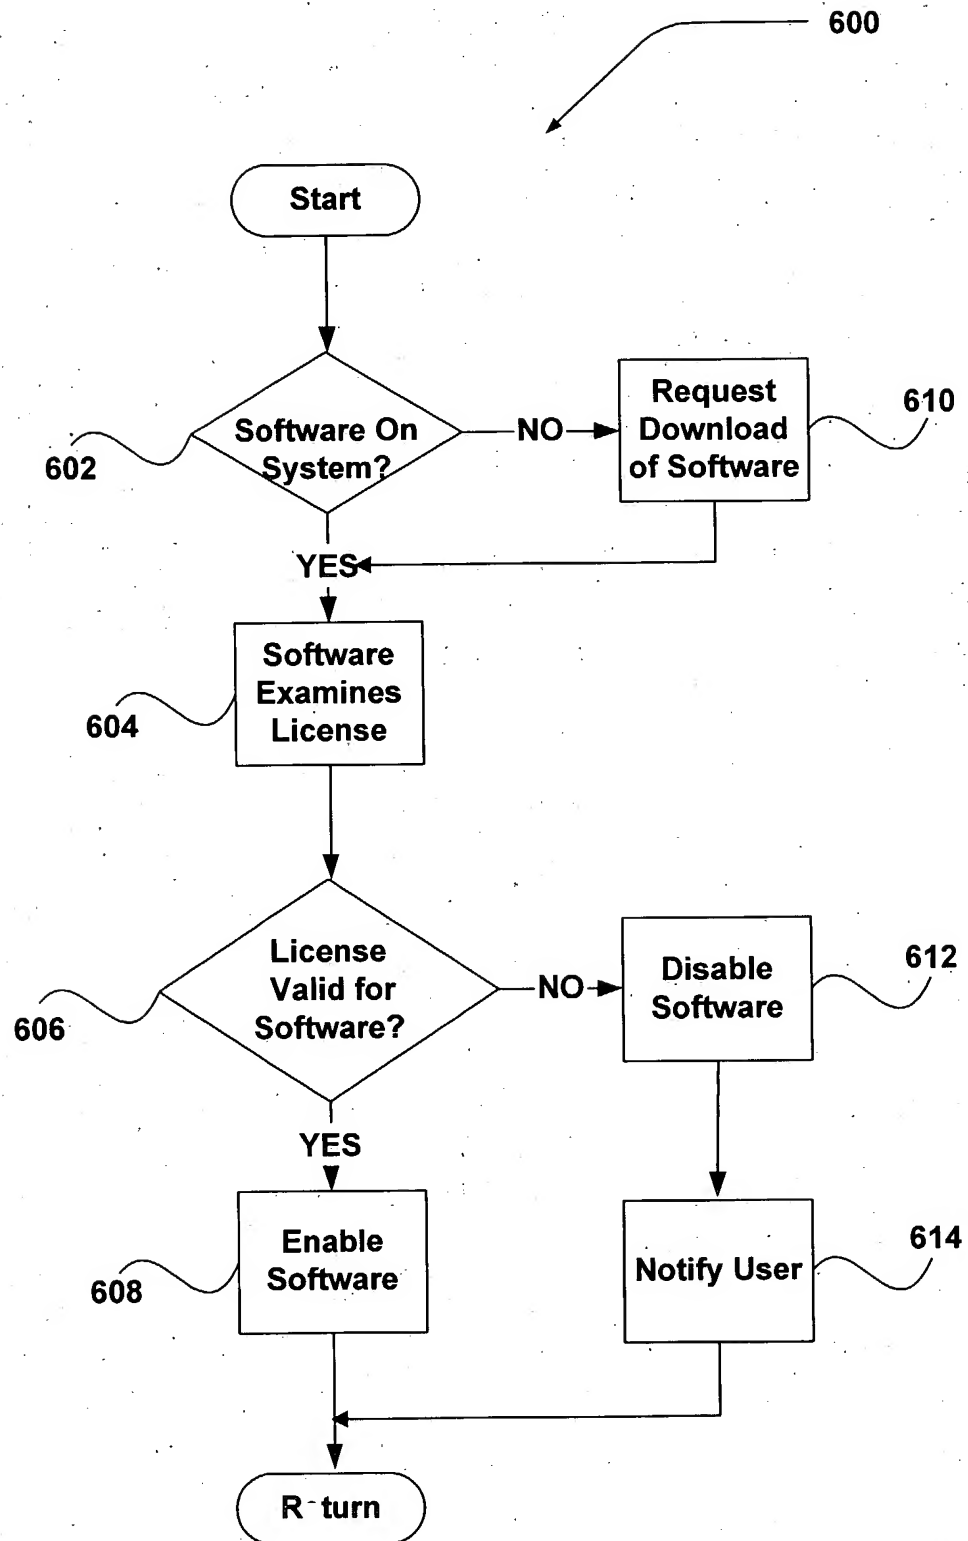 600
Start
Software On
System?
602
NO
Request
Download
of Software
610
YES
Software
Examines
License
604
License
Valid for
Software?
606
NO
Disable
Software
612
YES
Enable
Software
608
Notify User
614
R turn